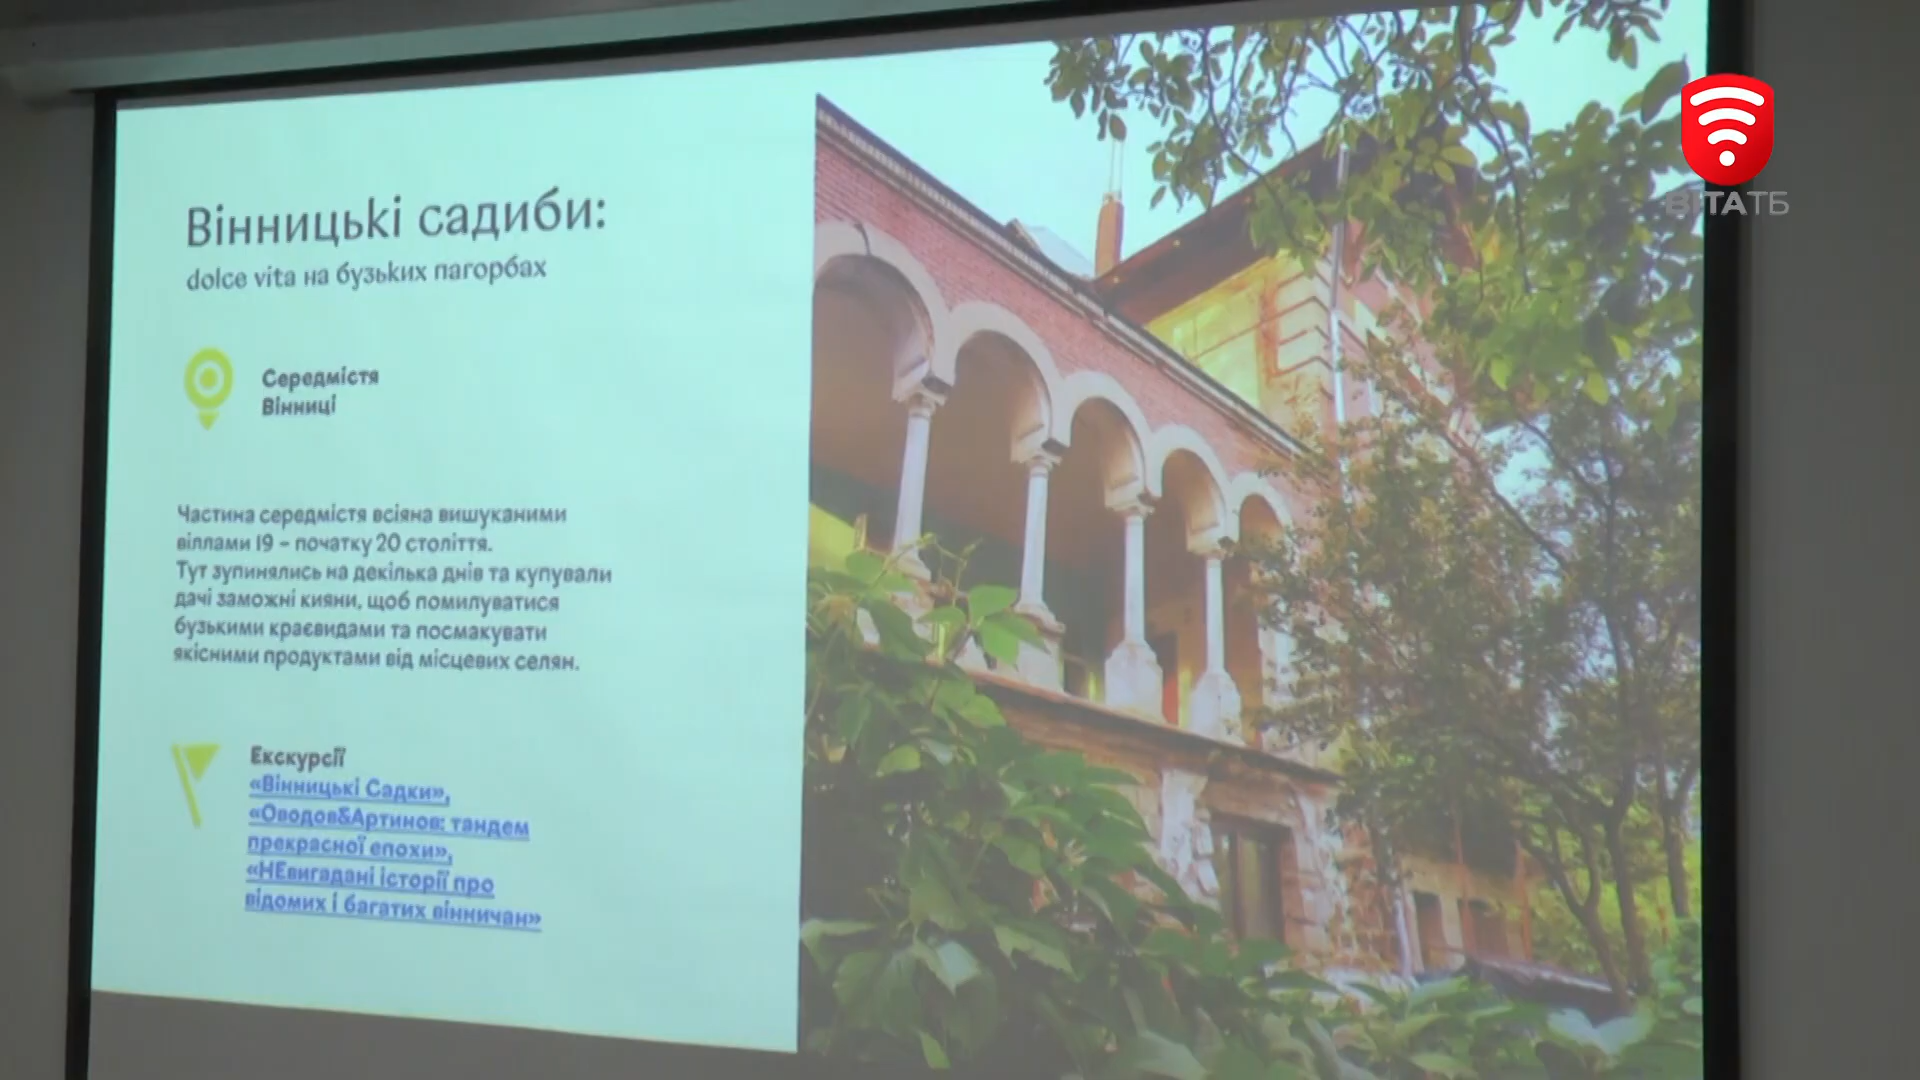 Вінницькі садиби:
dolce vita на бузьких пагорбах
Середмістя
Вінниці
Частина середмістя всіяна вишуканими
віллами 19 – початку 20 століття.
Тут зупинялись на декілька днів та купували
дачі заможні кияни, щоб помилуватися
бузькими краєвидами та посмакувати
якісними продуктами від місцевих селян.
Екскурсії
«Вінницькі Садки»,
«Оводов&Артинов: тандем
прекрасної епохи»,
«НЕвигадані історії про
відомих і багатих вінничан»
ВІТАТБ